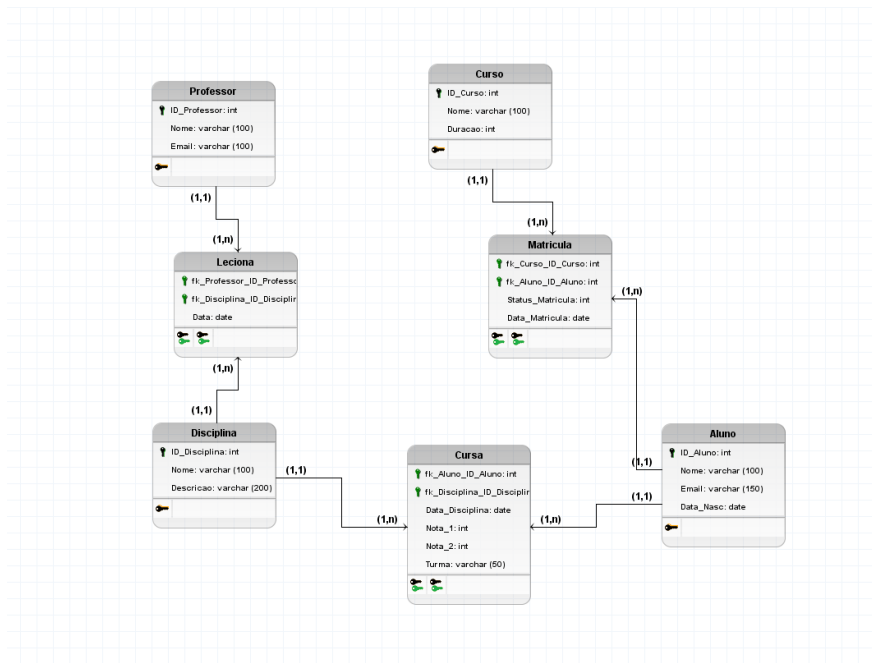 Professor
ID_Professor: int
Nome: varchar (100)
Email: varchar (100)
(1,1)
(1,n)
Curso
ID_Curso: int
Nome: varchar (100)
Duracao: int
(1,1)
(1,n)
Leciona
fk_Professor_ID_Professo
fk_Disciplina_ID_Disciplin
Data: date
(1,n)
(1,1)
Matricula
fk_Curso_ID_Curso: int
fk_Aluno_ID_Aluno: int
Status_Matricula: int
Data_Matricula: date
(1,n)
(1,1)
Disciplina
ID_Disciplina: int
Nome: varchar (100)
Descricao: varchar (200)
(1,1)
(1,n)
Cursa
fk_Aluno_ID_Aluno: int
fk_Disciplina_ID_Disciplin
Data_Disciplina: date
Nota_1: int
Nota_2: int
Turma: varchar (50)
(1,n)
(1,1)
Aluno
ID_Aluno: int
Nome: varchar (100)
Email: varchar (150)
Data_Nasc: date